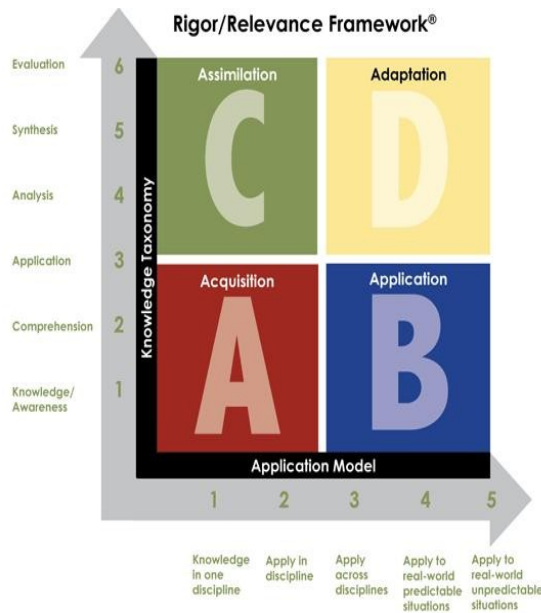 Rigor/Relevance Framework®
Evaluation 6
Synthesis 5
Analysis 4
Application 3
Comprehension 2
Knowledge/
Awareness 1
Knowledge Taxonomy
Assimilation
C
Adaptation
D
Acquisition
A
Application
B
Application Model
1 2 3 4 5
Knowledge
in one
discipline
Apply in
discipline
Apply
across
disciplines
Apply to
real-world
predictable
situations
Apply to
real-world
unpredictable
situations